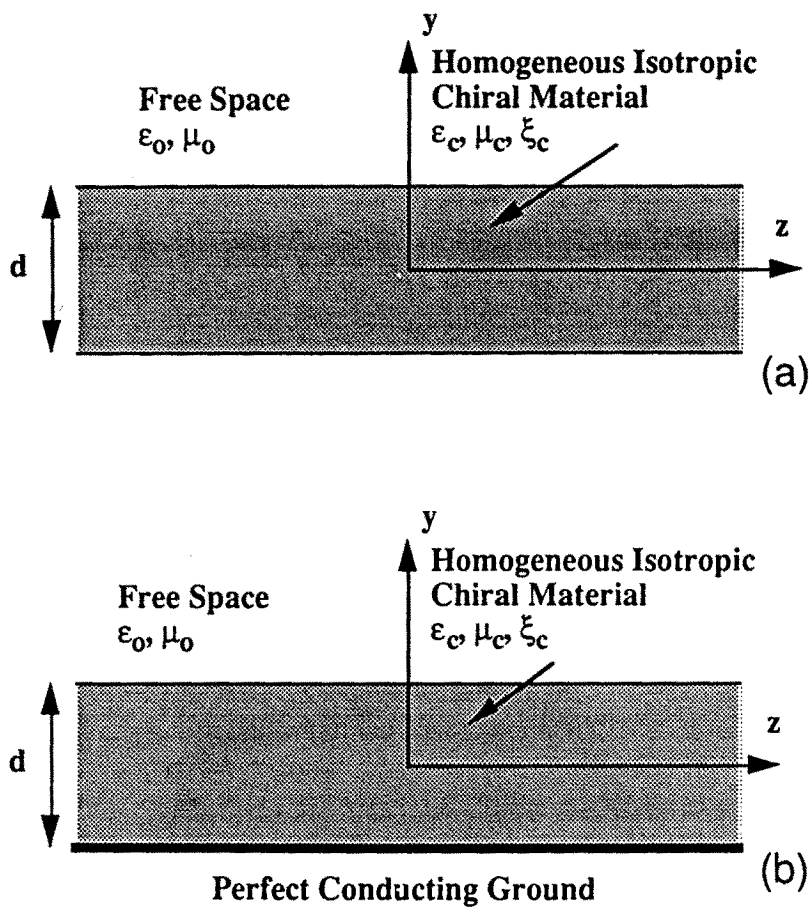 y
Homogeneous Isotropic
Chiral Material
εc, μc, ξc
Free Space
εo, μo
z
d
(a)
y
Homogeneous Isotropic
Chiral Material
εc, μc, ξc
Free Space
εo, μo
z
d
(b)
Perfect Conducting Ground